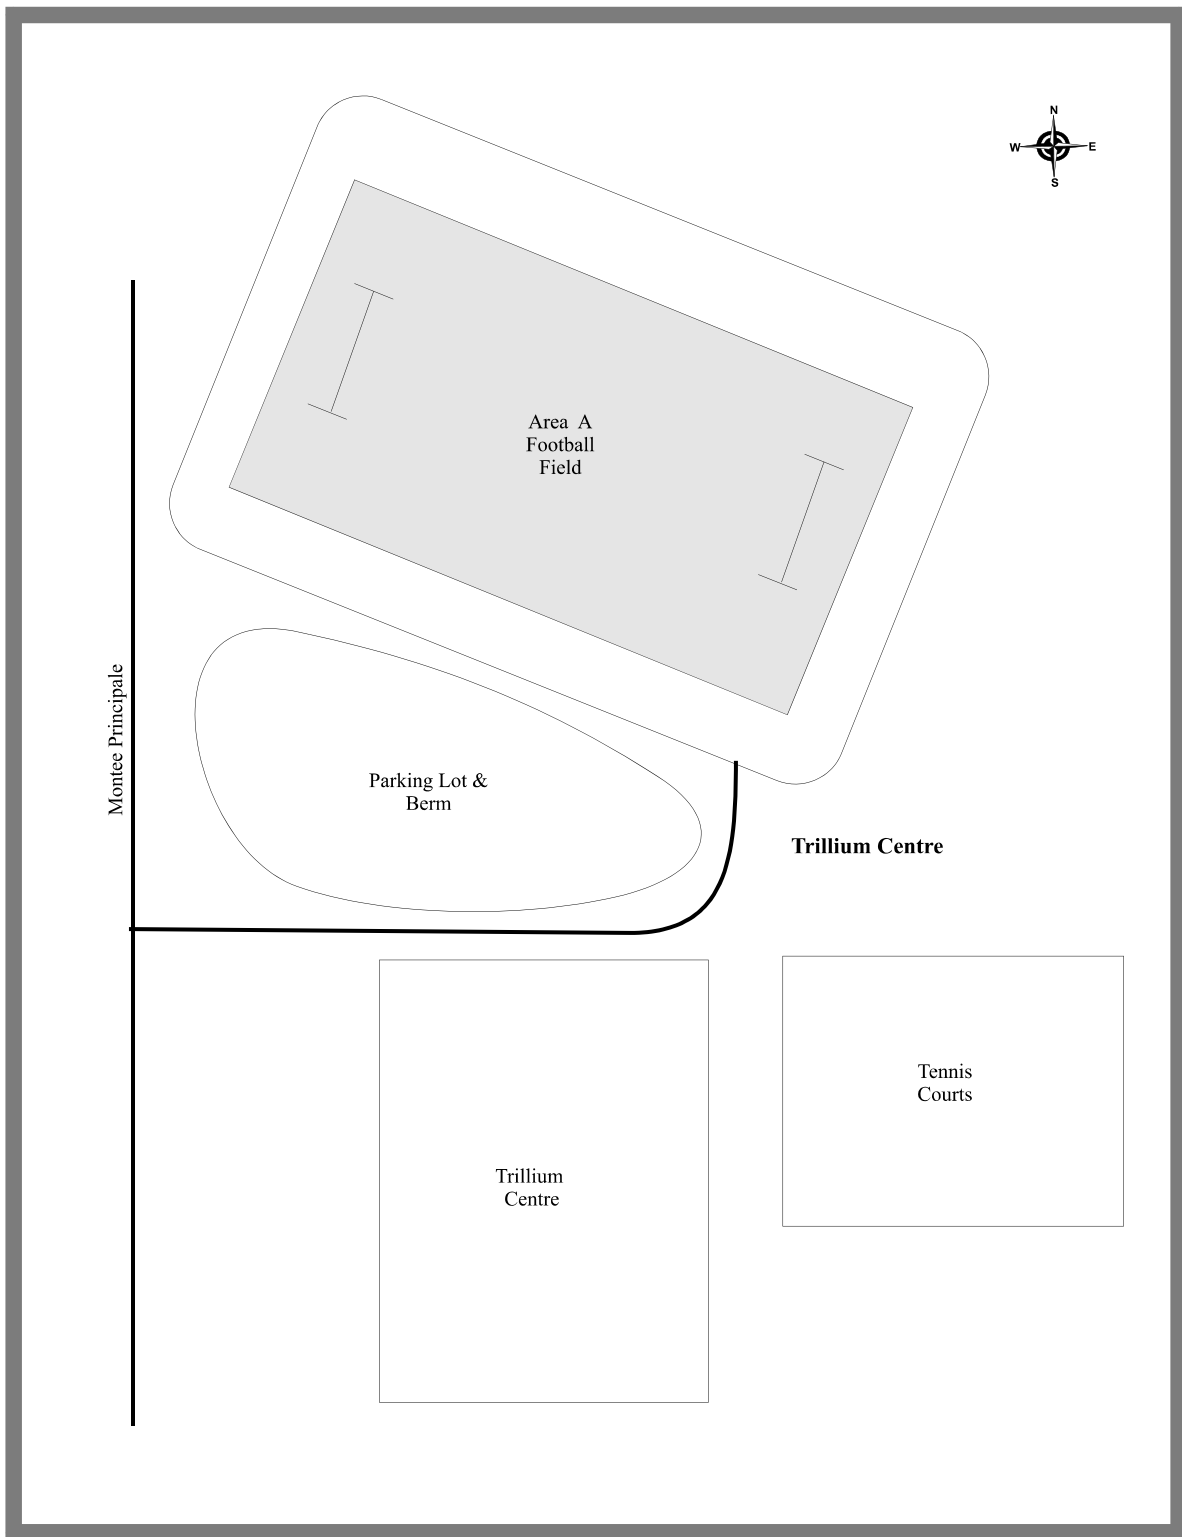 N
W E
S
Area A
Football
Field
Montee Principale
Parking Lot &
Berm
Trillium Centre
Tennis
Courts
Trillium
Centre